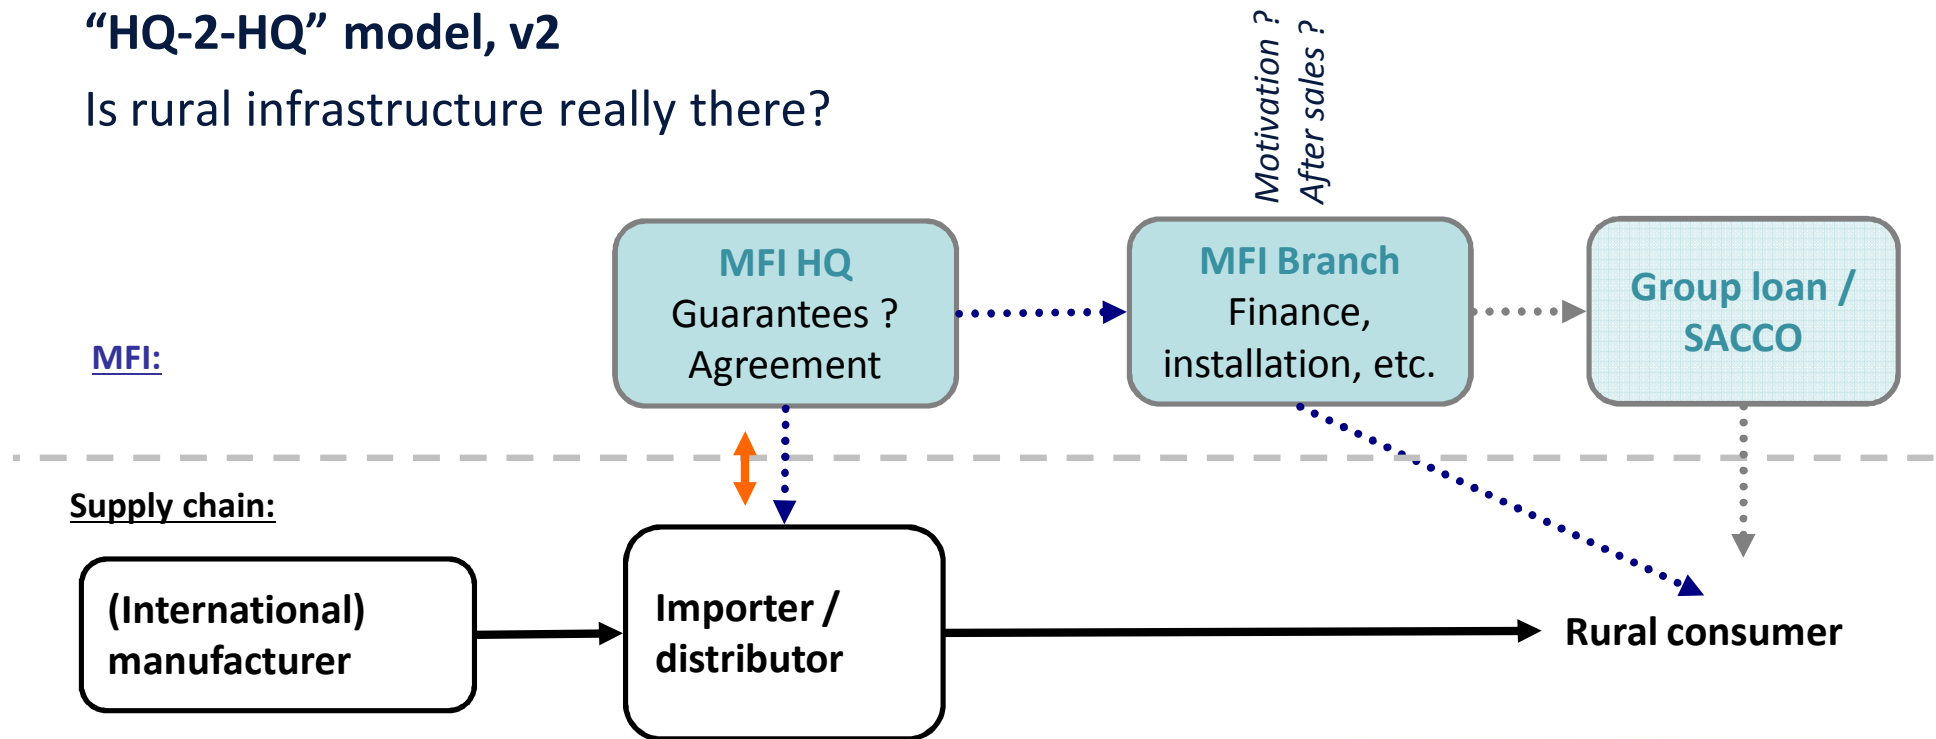 “HQ-2-HQ” model, v2
Is rural infrastructure really there?
Motivation ?
After sales ?
MFI HQ
Guarantees ?
Agreement
MFI Branch
Finance,
installation, etc.
Group loan /
SACCO
MFI:
Supply chain:
(International)
manufacturer
Importer /
distributor
Rural consumer